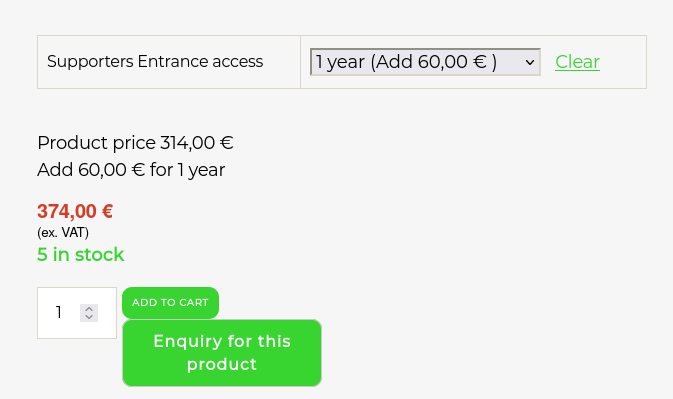 Supporters Entrance access 1 year (Add 60,00 € ) Clear
Product price 314,00 €
Add 60,00 € for 1 year
374,00 €
(ex. VAT)
5 in stock
1 ADD TO CART
Enquiry for this
product